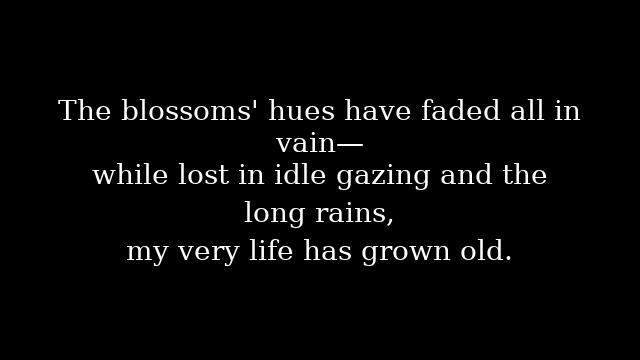 The blossoms' hues have faded all in
vain—
while lost in idle gazing and the
long rains,
my very life has grown old.